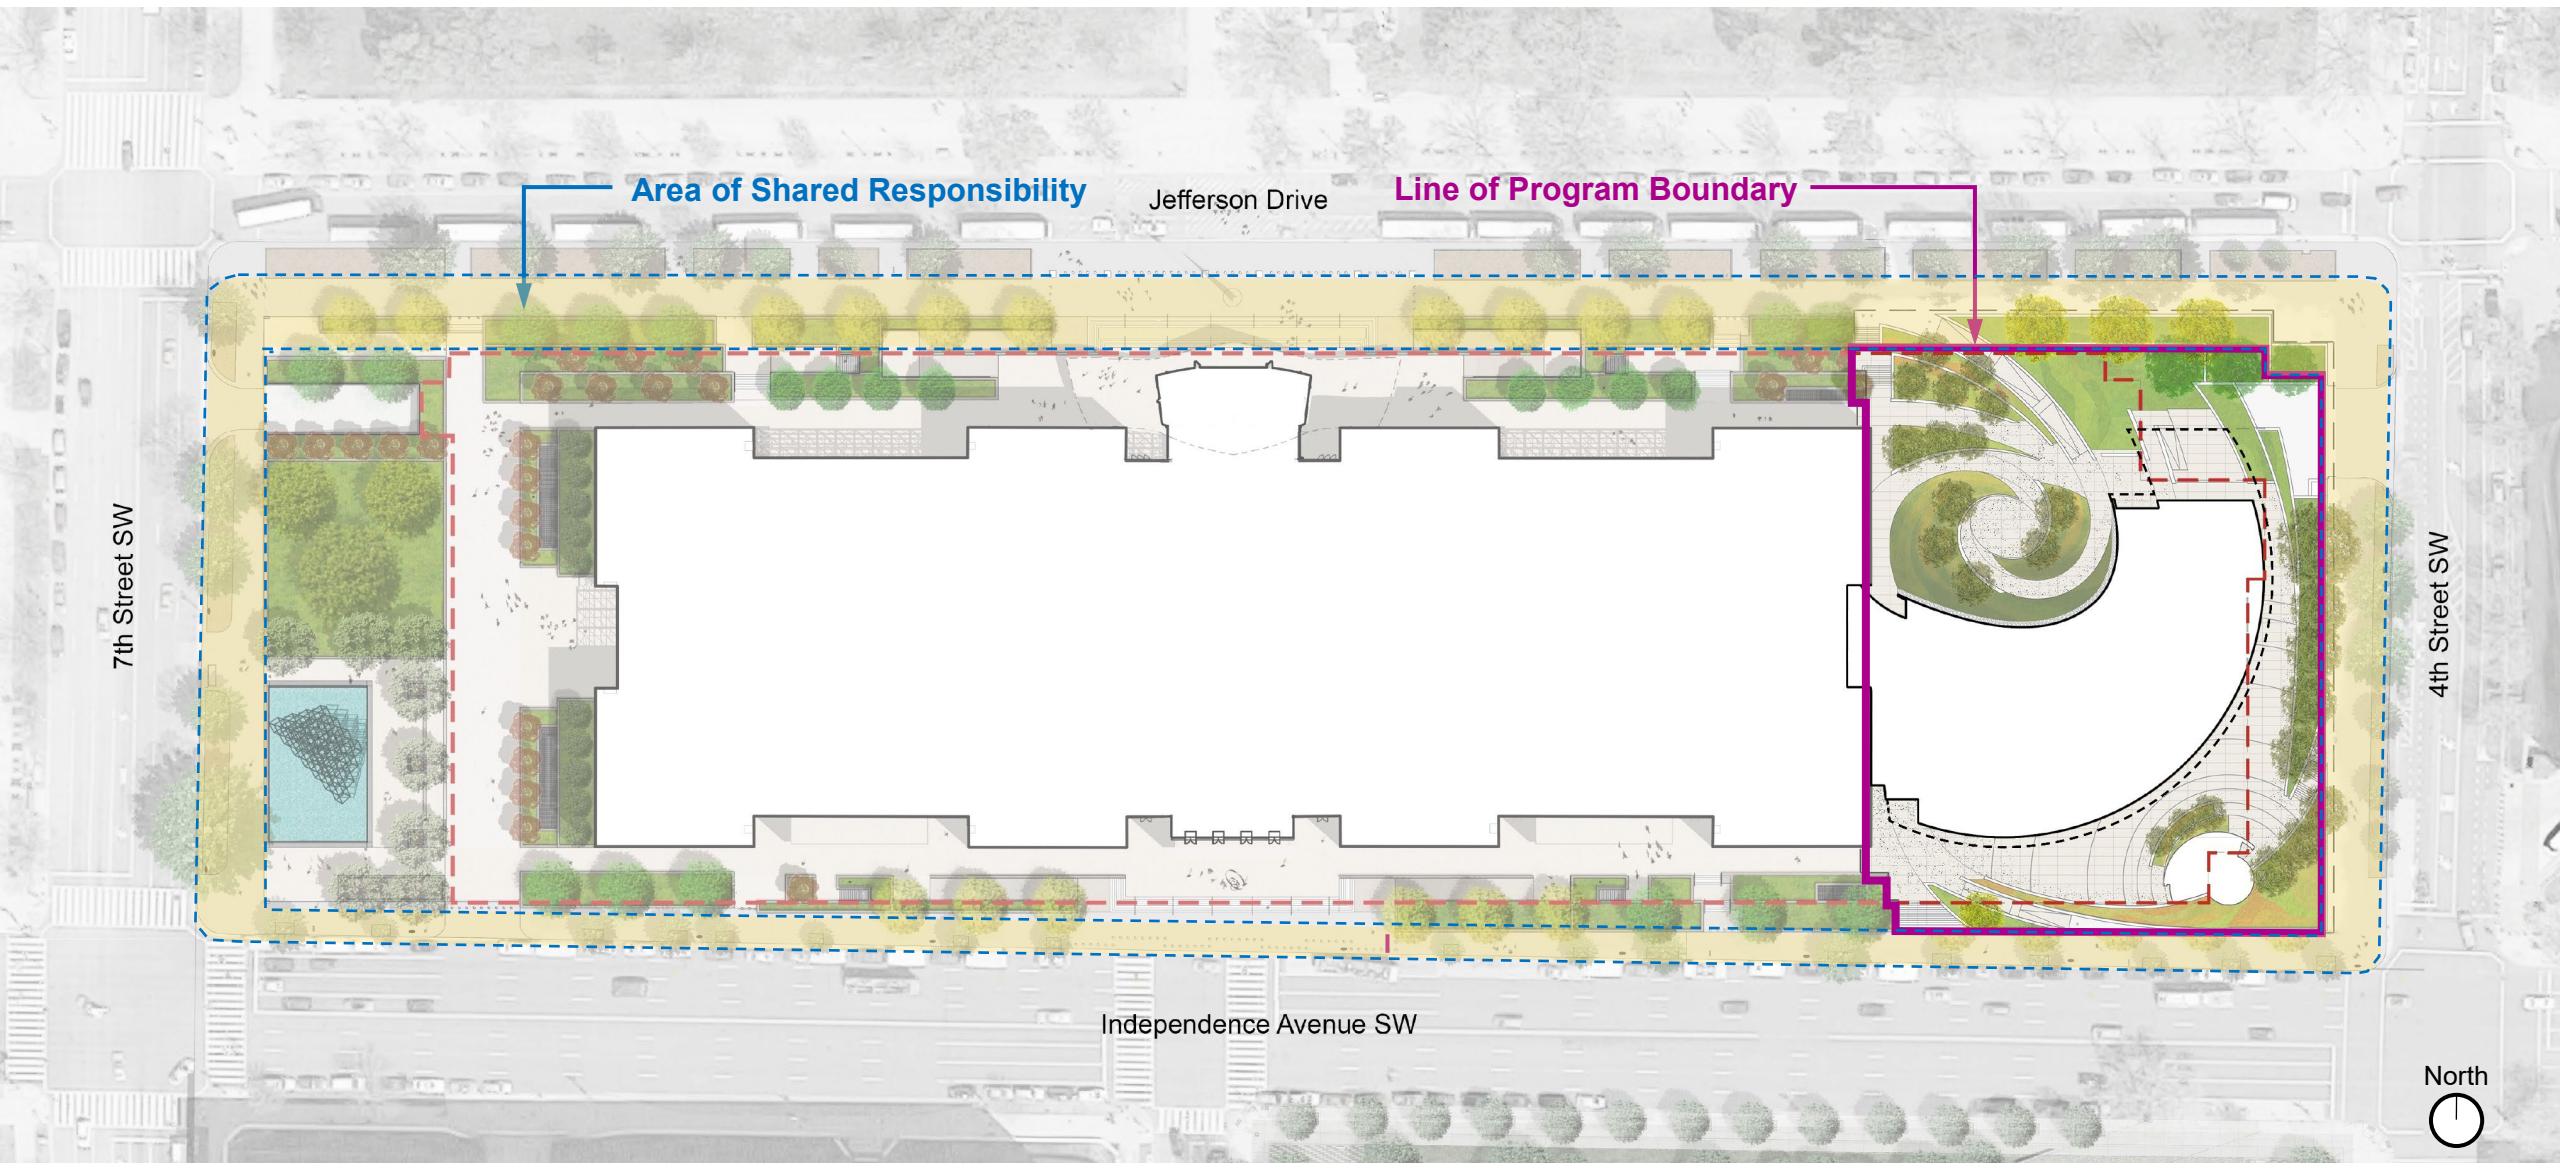 Area of Shared Responsibility
Jefferson Drive
Line of Program Boundary
7th Street SW
4th Street SW
Independence Avenue SW
North